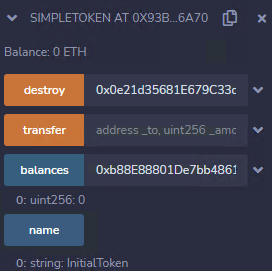 SIMPLETOKEN AT 0X93B...6A70
Balance: 0 ETH
destroy 0x0e21d35681E679C33c
transfer address _to, uint256 _amc
balances 0xb88E88801De7bb4861
0: uint256: 0
name
0: string: InitialToken